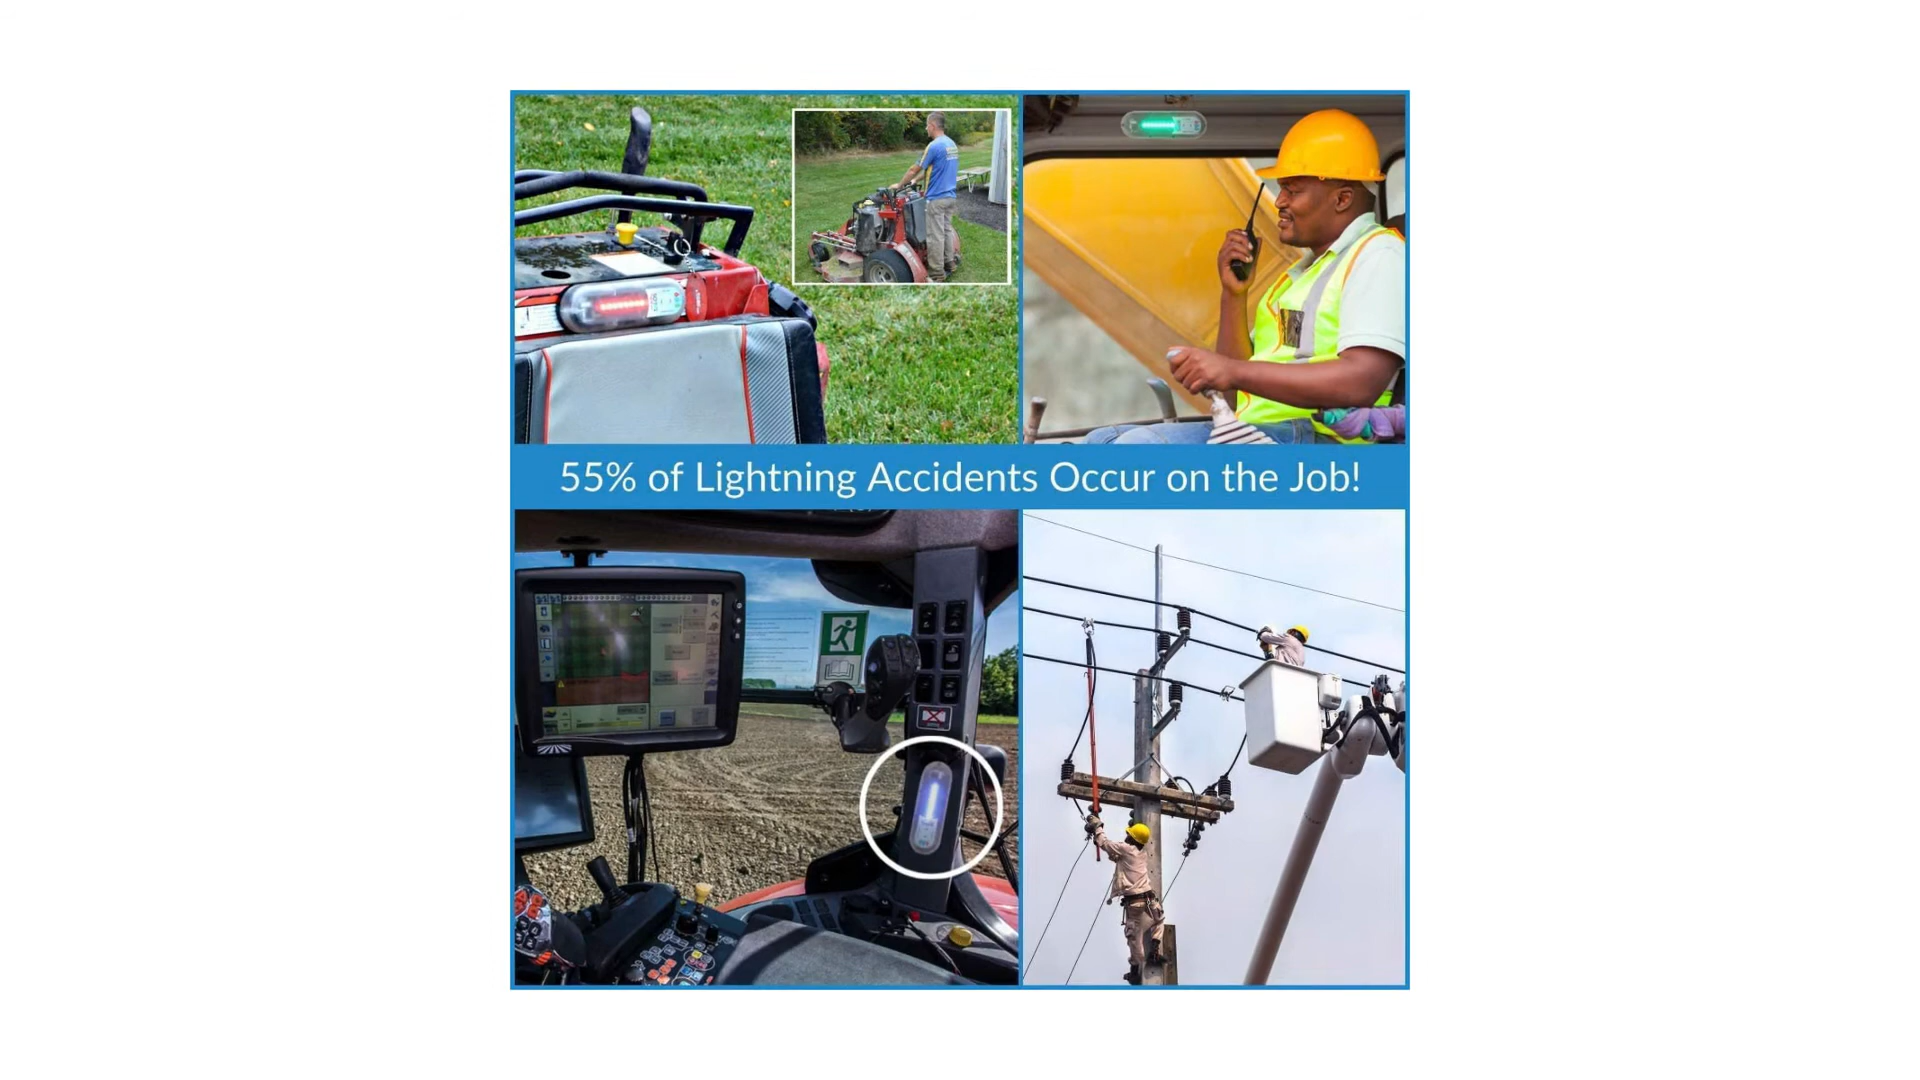 55% of Lightning Accidents Occur on the Job!